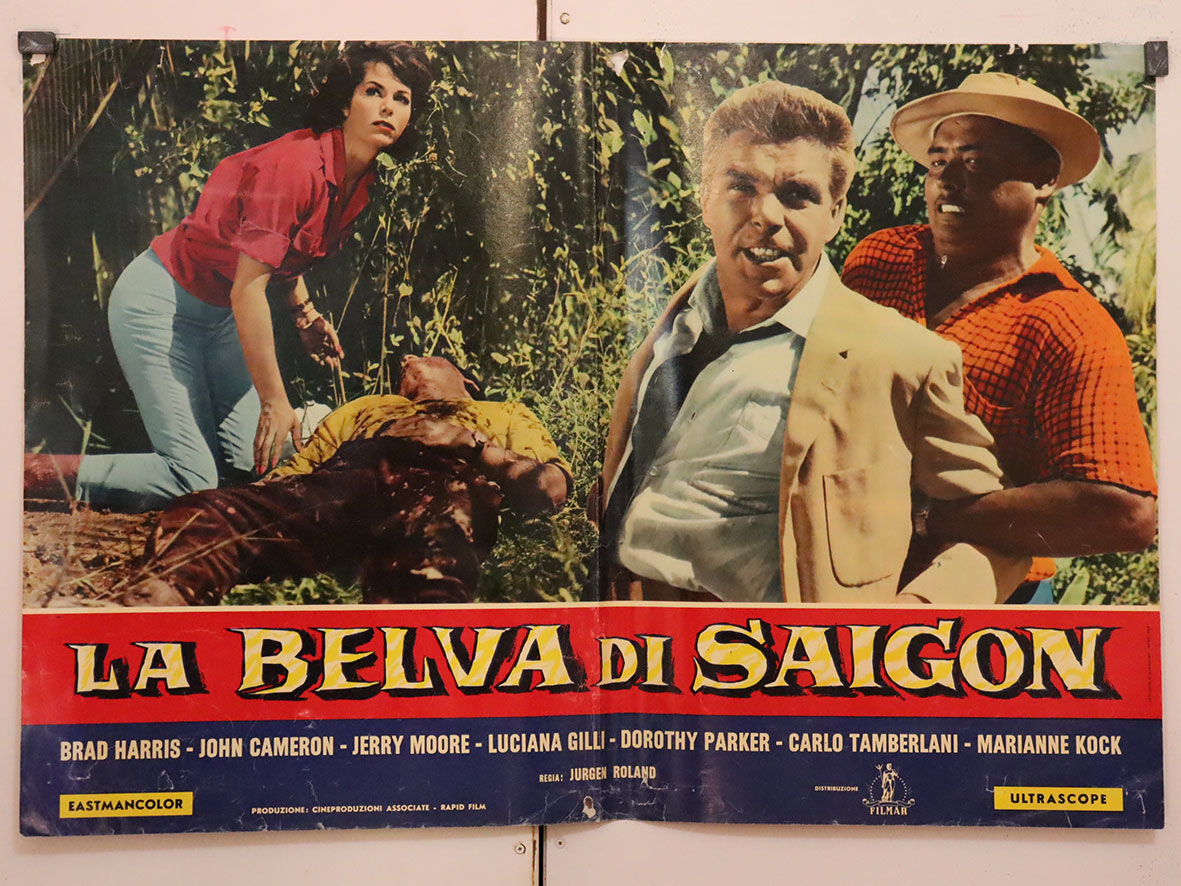 LA BELVA DI SAIGON
BRAD HARRIS - JOHN CAMERON - JERRY MOORE - LUCIANA GILLI - DOROTHY PARKER - CARLO TAMBERLANI - MARIANNE KOCK
REGIA: JURGEN ROLAND
EASTMANCOLOR
PRODUZIONE: CINEPRODUZIONI ASSOCIATE - RAPID FILM
DISTRIBUZIONE
FILMAR
ULTRASCOPE